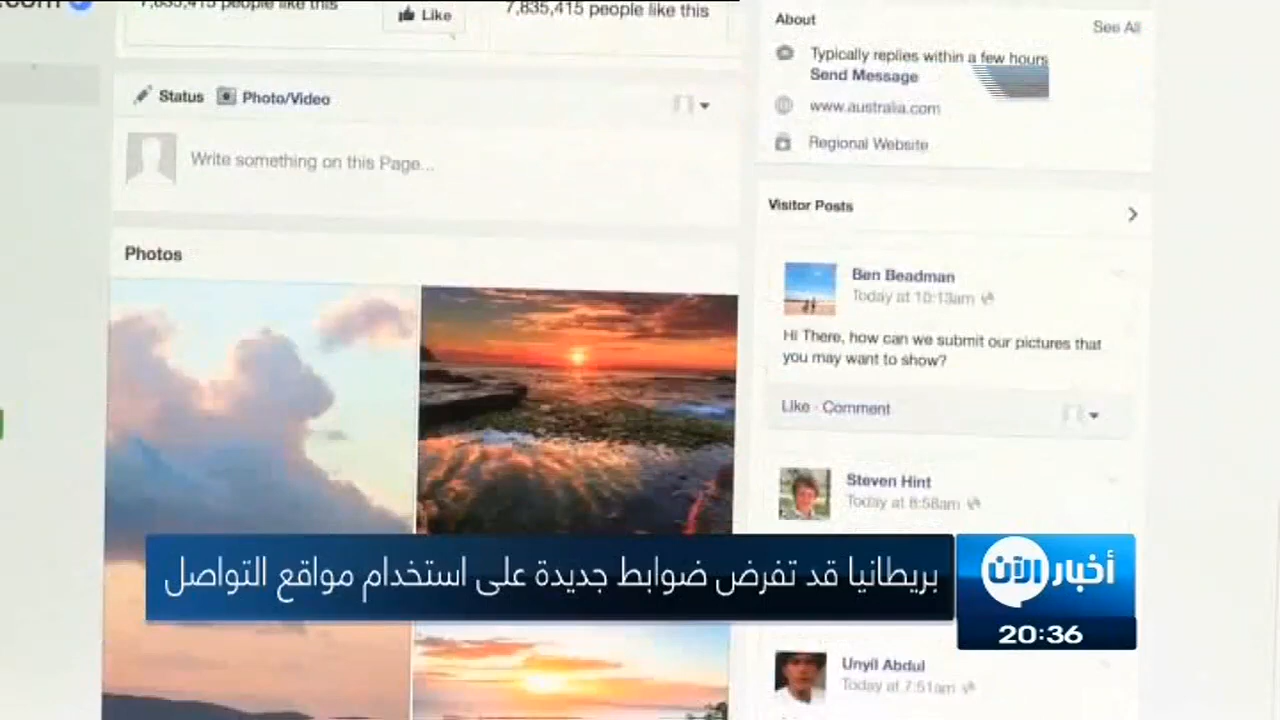 7,835,415 people like this
Like
7,835,415 people like this
Status
Photo/Video
Write something on this Page...
Photos
About
See All
Typically replies within a few hours
Send Message
www.australia.com
Regional Website
Visitor Posts
Ben Beadman
Today at 10:13am
Hi There, how can we submit our pictures that
you may want to show?
Like · Comment
Steven Hint
Today at 8:58am
بريطانيا قد تفرض ضوابط جديدة على استخدام مواقع التواصل
أخبار الآن
20:36
Unyil Abdul
Today at 7:51am